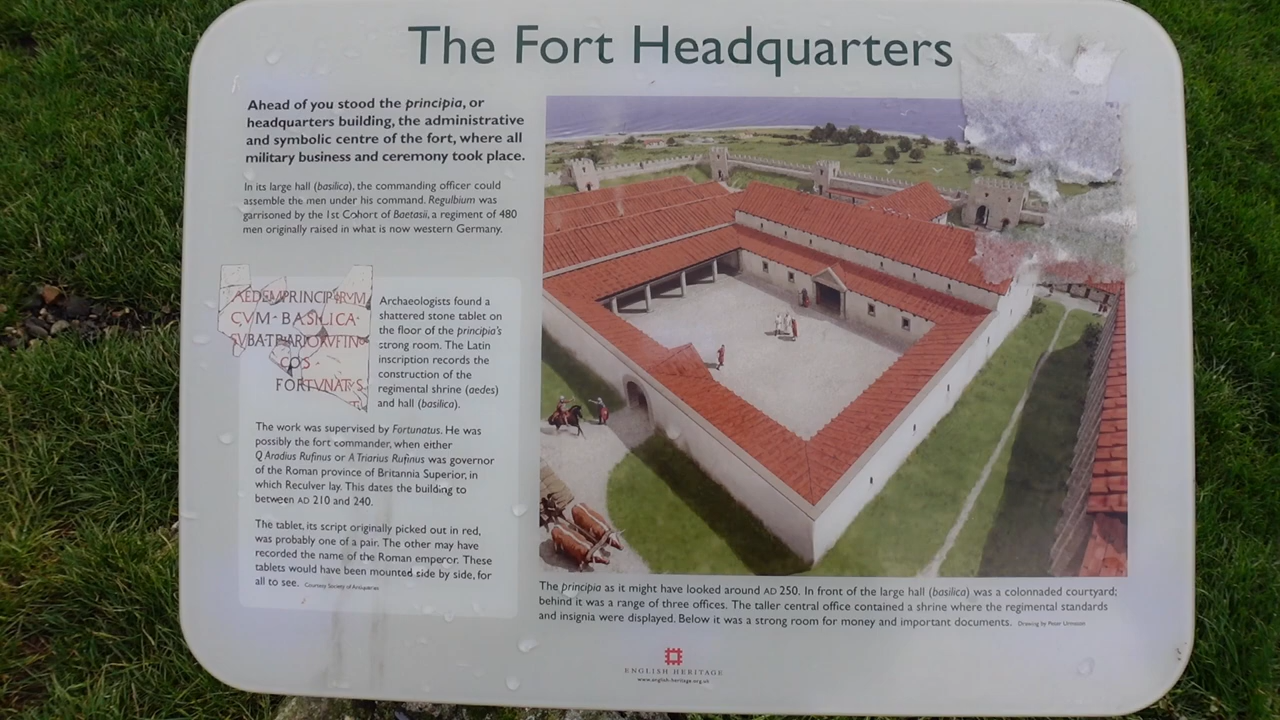 The Fort Headquarters
Ahead of you stood the principia, or
headquarters building, the administrative
and symbolic centre of the fort, where all
military business and ceremony took place.
In its large hall (basilica), the commanding officer could
assemble the men under his command. Regulbium was
garrisoned by the 1st Cohort of Baetasii, a regiment of 480
men originally raised in what is now western Germany.
AEDEMPRINCIPIORVM
CVM·BASILICA·
SVBATRIARIORVFIN
COS
FORTVNATVS
Archaeologists found a
shattered stone tablet on
the floor of the principia's
strong room. The Latin
inscription records the
construction of the
regimental shrine (aedes)
and hall (basilica).
The work was supervised by Fortunatus. He was
possibly the fort commander, when either
Q Aradius Rufinus or A Triarius Rufinus was governor
of the Roman province of Britannia Superior, in
which Reculver lay. This dates the building to
between AD 210 and 240.
The tablet, its script originally picked out in red,
was probably one of a pair. The other may have
recorded the name of the Roman emperor. These
tablets would have been mounted side by side, for
all to see. Courtesy Society of Antiquaries
The principia as it might have looked around AD 250. In front of the large hall (basilica) was a colonnaded courtyard;
behind it was a range of three offices. The taller central office contained a shrine where the regimental standards
and insignia were displayed. Below it was a strong room for money and important documents. Drawing by Peter Urmston
ENGLISH HERITAGE
www.english-heritage.org.uk